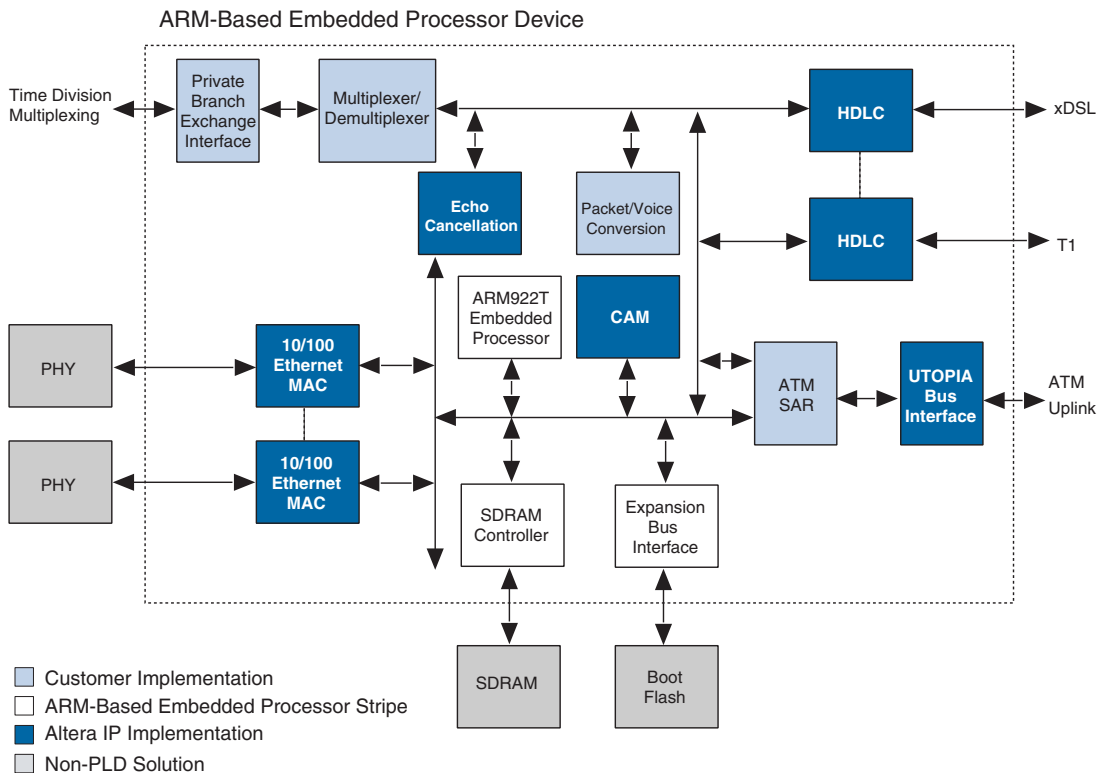 ARM-Based Embedded Processor Device
Time Division
Multiplexing
Private
Branch
Exchange
Interface
Multiplexer/
Demultiplexer
HDLC
xDSL
Echo
Cancellation
Packet/Voice
Conversion
HDLC
T1
ARM922T
Embedded
Processor
CAM
PHY
10/100
Ethernet
MAC
ATM
SAR
UTOPIA
Bus
Interface
ATM
Uplink
PHY
10/100
Ethernet
MAC
SDRAM
Controller
Expansion
Bus
Interface
SDRAM
Boot
Flash
Customer Implementation
ARM-Based Embedded Processor Stripe
Altera IP Implementation
Non-PLD Solution